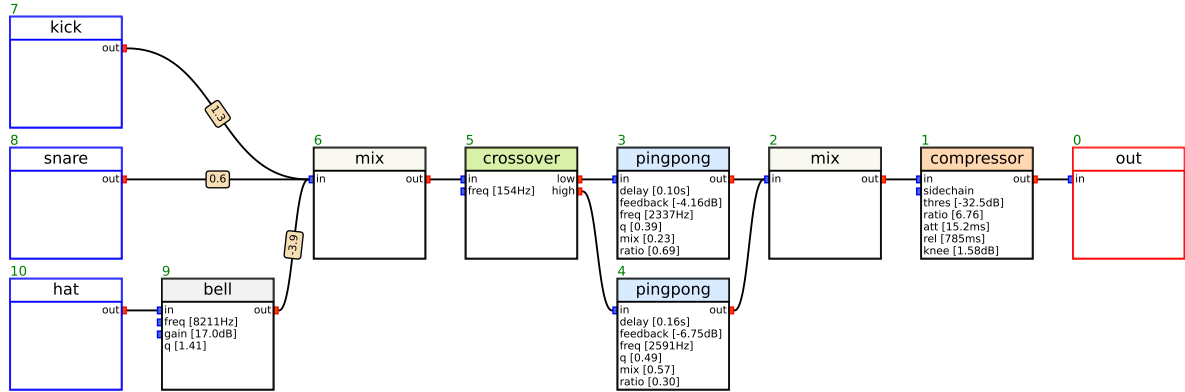 7
kick
out
1.3
8
snare
out
0.6
10
hat
out
9
bell
in out
freq [8211Hz]
gain [17.0dB]
q [1.41]
-3.9
6
mix
in out
5
crossover
in low
freq [154Hz] high
3
pingpong
in out
delay [0.10s]
feedback [-4.16dB]
freq [2337Hz]
q [0.39]
mix [0.23]
ratio [0.69]
4
pingpong
in out
delay [0.16s]
feedback [-6.75dB]
freq [2591Hz]
q [0.49]
mix [0.57]
ratio [0.30]
2
mix
in out
1
compressor
in out
sidechain
thres [-32.5dB]
ratio [6.76]
att [15.2ms]
rel [785ms]
knee [1.58dB]
0
out
in